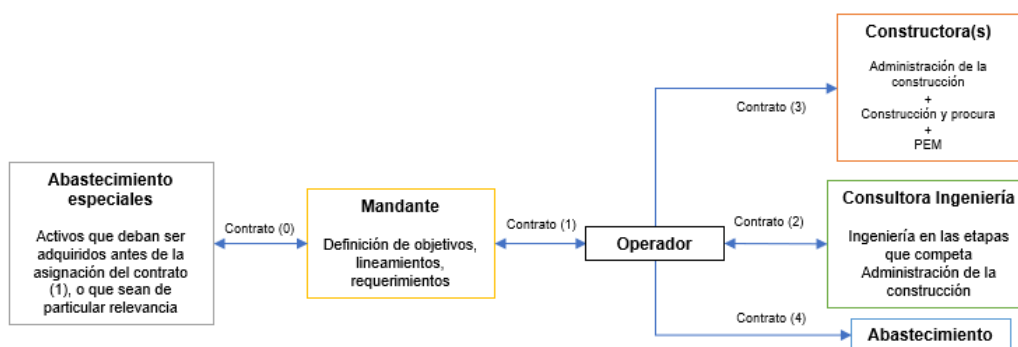 Abastecimiento
especiales
Activos que deban ser
adquiridos antes de la
asignación del contrato
(1), o que sean de
particular relevancia
Contrato (0)
Mandante
Definición de objetivos,
lineamientos,
requerimientos
Contrato (1)
Operador
Contrato (3)
Constructora(s)
Administración de la
construcción
+
Construcción y procura
+
PEM
Contrato (2)
Consultora Ingeniería
Ingeniería en las etapas
que competa
Administración de la
construcción
Contrato (4)
Abastecimiento